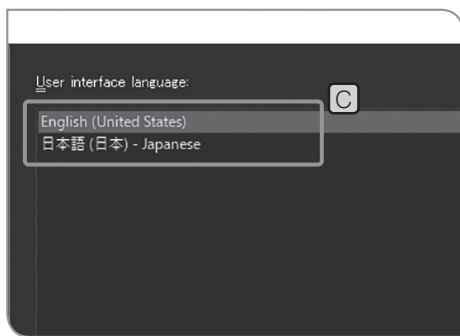 User interface language:
C
English (United States)
日本語 (日本) - Japanese